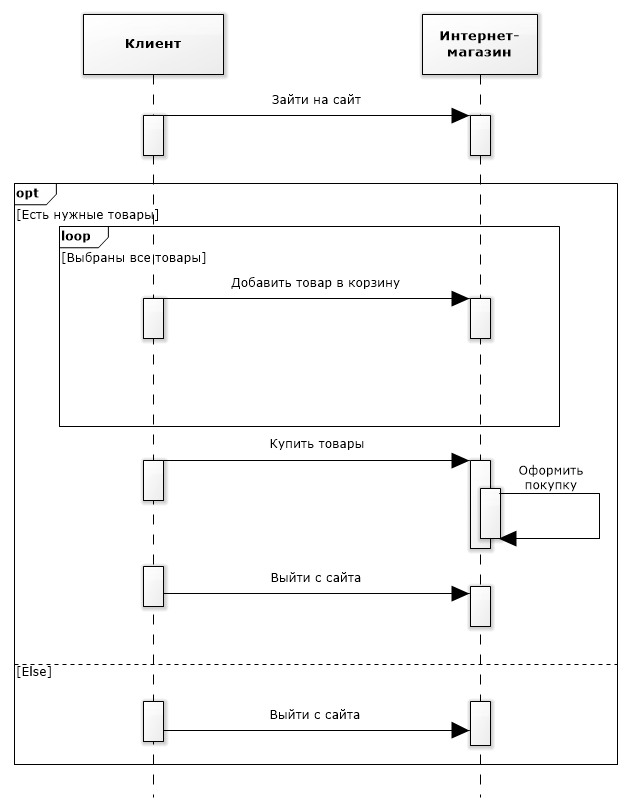 Клиент
Интернет-
магазин
Зайти на сайт
opt
[Есть нужные товары]
loop
[Выбраны все товары]
Добавить товар в корзину
Купить товары
Оформить
покупку
Выйти с сайта
[Else]
Выйти с сайта